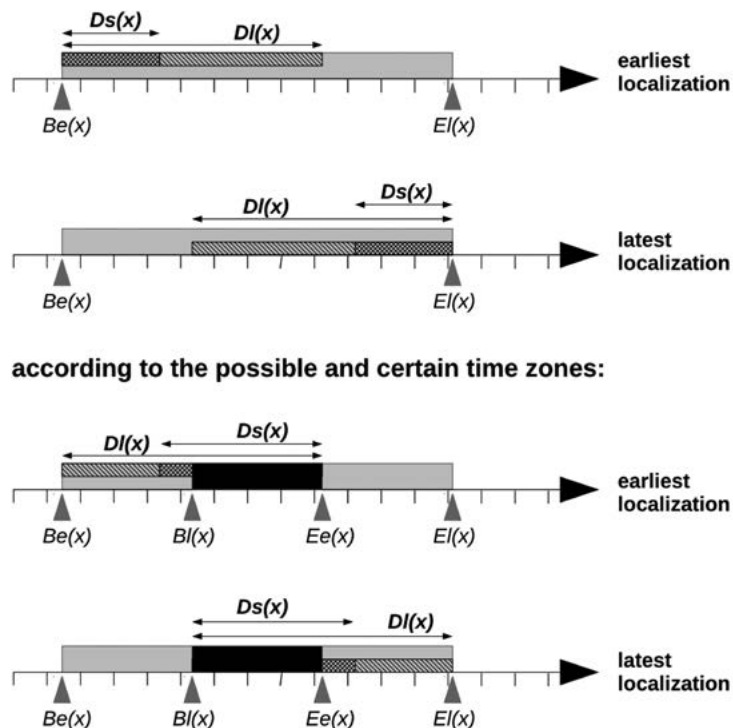 Ds(x)
Dl(x)
earliest
localization
Be(x)
El(x)
Ds(x)
Dl(x)
latest
localization
Be(x)
El(x)
according to the possible and certain time zones:
Ds(x)
Dl(x)
earliest
localization
Be(x)
Bl(x)
Ee(x)
El(x)
Ds(x)
Dl(x)
latest
localization
Be(x)
Bl(x)
Ee(x)
El(x)